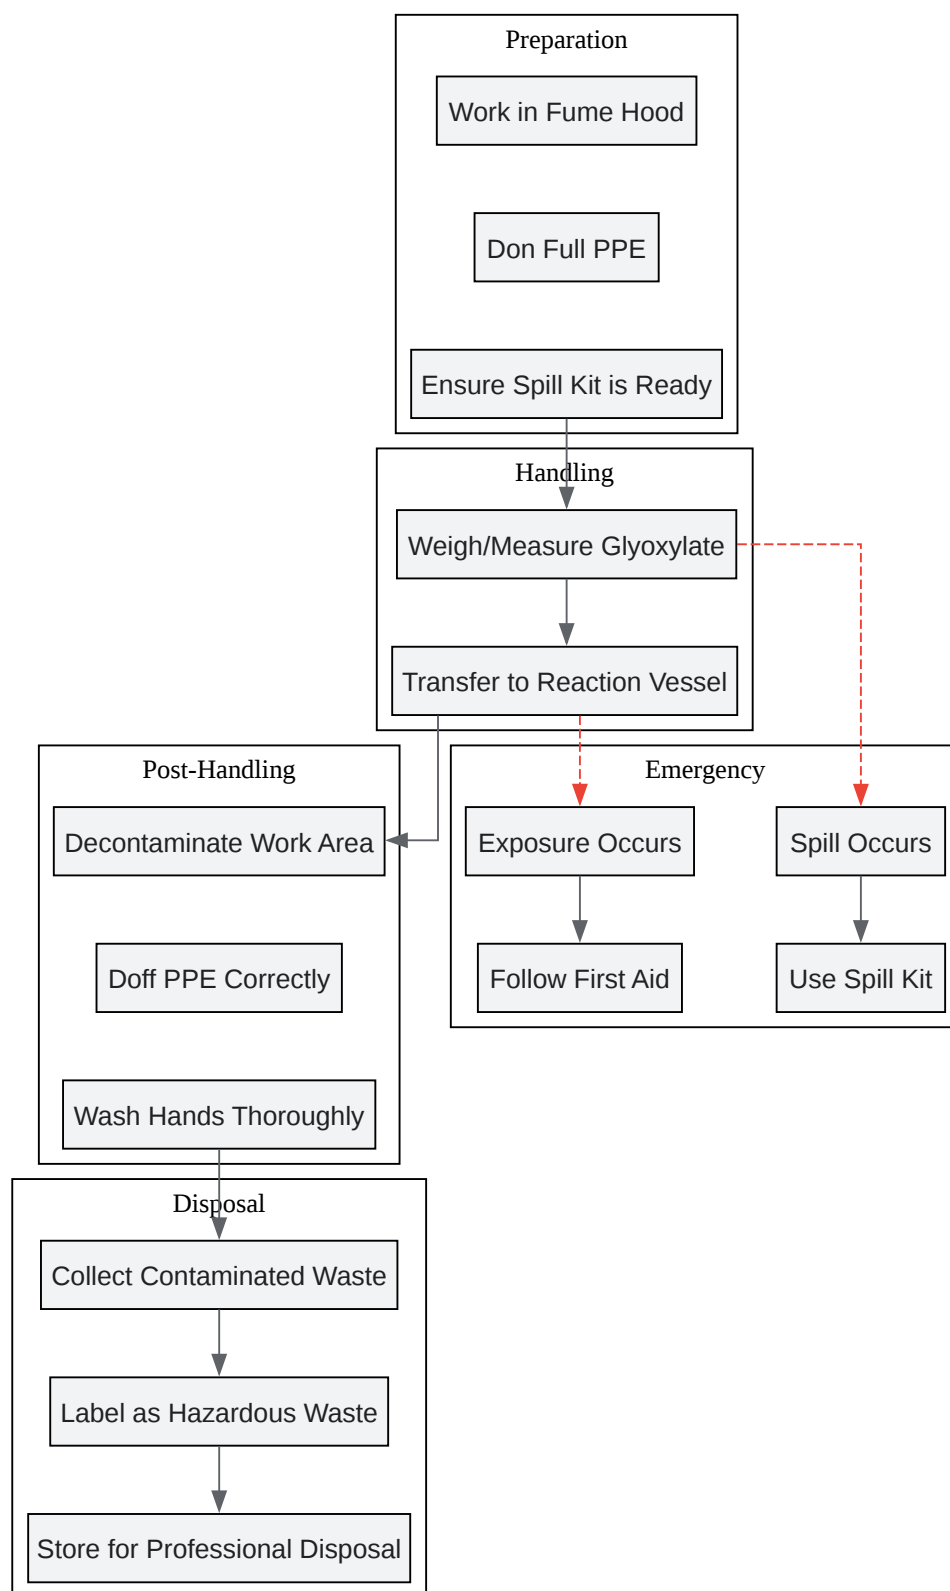 Preparation
Work in Fume Hood
Don Full PPE
Ensure Spill Kit is Ready
Handling
Weigh/Measure Glyoxylate
Transfer to Reaction Vessel
Post-Handling
Decontaminate Work Area
Doff PPE Correctly
Wash Hands Thoroughly
Emergency
Exposure Occurs
Spill Occurs
Follow First Aid
Use Spill Kit
Disposal
Collect Contaminated Waste
Label as Hazardous Waste
Store for Professional Disposal